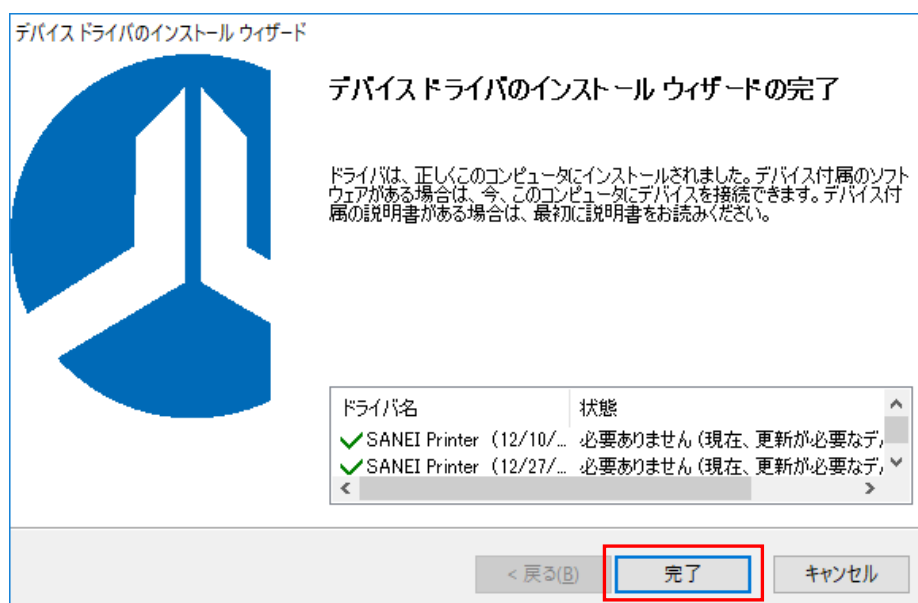 デバイス ドライバのインストール ウィザード
デバイス ドライバのインストール ウィザードの完了
ドライバは、正しくこのコンピュータにインストールされました。デバイス付属のソフト
ウェアがある場合は、今、このコンピュータにデバイスを接続できます。デバイス付
属の説明書がある場合は、最初に説明書をお読みください。
ドライバ名 状態
SANEI Printer (12/10/... 必要ありません (現在、更新が必要なデ
SANEI Printer (12/27/... 必要ありません (現在、更新が必要なデ
< 戻る(B) 完了 キャンセル